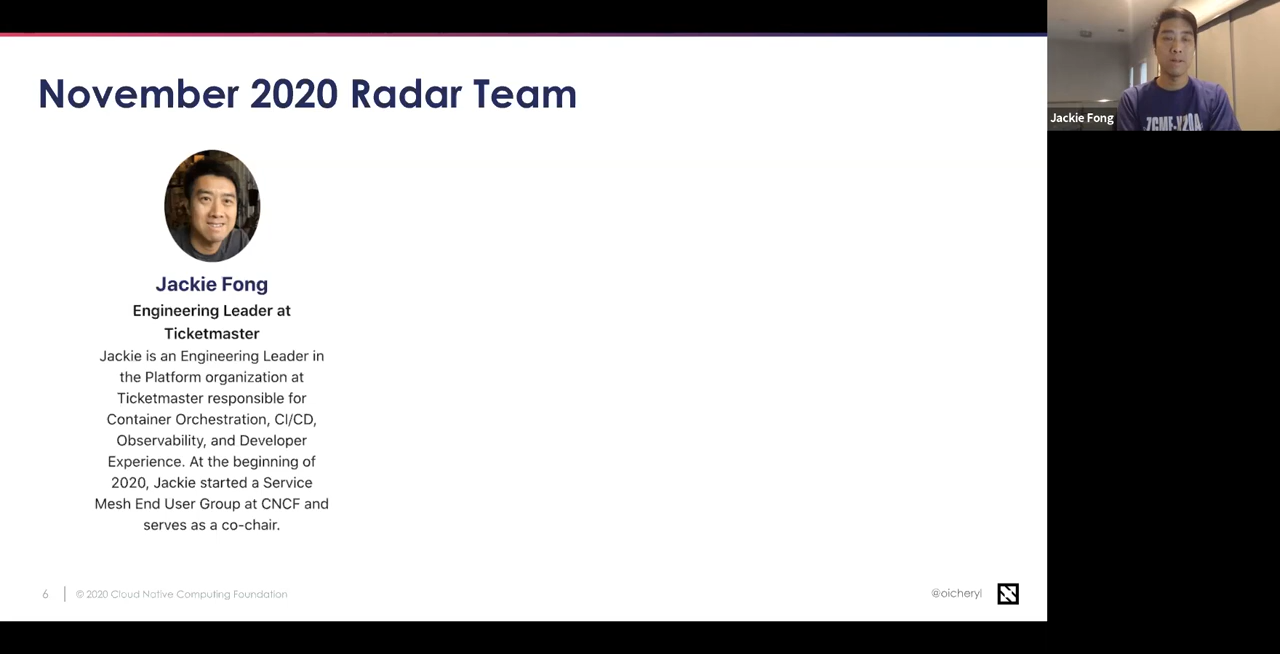 November 2020 Radar Team
Jackie Fong
Engineering Leader at
Ticketmaster
Jackie is an Engineering Leader in
the Platform organization at
Ticketmaster responsible for
Container Orchestration, CI/CD,
Observability, and Developer
Experience. At the beginning of
2020, Jackie started a Service
Mesh End User Group at CNCF and
serves as a co-chair.
6
© 2020 Cloud Native Computing Foundation
@oicheryl
Jackie Fong